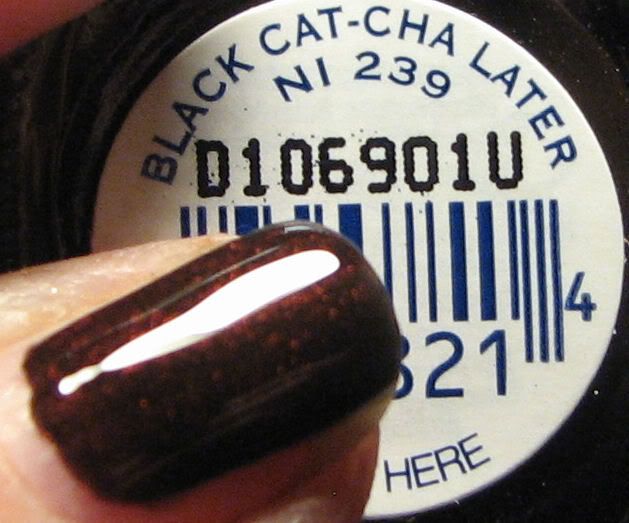 BLACK CAT-CHA LATER
NI 239
D106901U
4
321
HERE